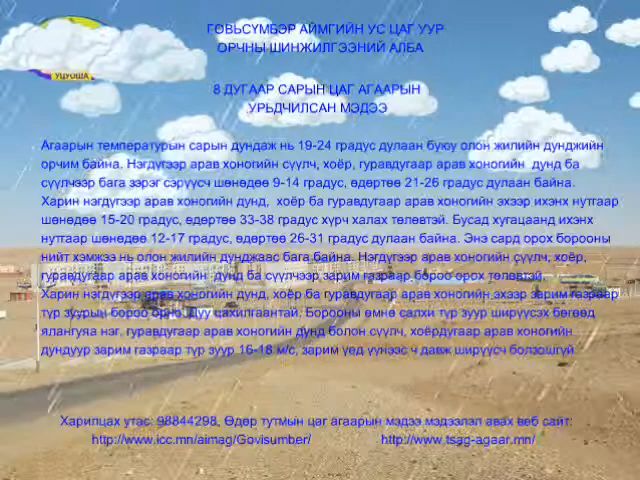 ГОВЬСҮМБЭР АЙМГИЙН УС ЦАГ УУР
ОРЧНЫ ШИНЖИЛГЭЭНИЙ АЛБА
УЦУОША
8 ДУГААР САРЫН ЦАГ АГААРЫН
УРЬДЧИЛСАН МЭДЭЭ
Агаарын температурын сарын дундаж нь 19-24 градус дулаан буюу олон жилийн дунджийн
орчим байна. Нэгдүгээр арав хоногийн сүүлч, хоёр, гуравдугаар арав хоногийн дунд ба
сүүлчээр бага зэрэг сэрүүсч шөнөдөө 9-14 градус, өдөртөө 21-26 градус дулаан байна.
Харин нэгдүгээр арав хоногийн дунд, хоёр ба гуравдугаар арав хоногийн эхээр ихэнх нутгаар
шөнөдөө 15-20 градус, өдөртөө 33-38 градус хүрч халах төлөвтэй. Бусад хугацаанд ихэнх
нутгаар шөнөдөө 12-17 градус, өдөртөө 26-31 градус дулаан байна. Энэ сард орох борооны
нийт хэмжээ нь олон жилийн дунджаас бага байна. Нэгдүгээр арав хоногийн сүүлч, хоёр,
гуравдугаар арав хоногийн дунд ба сүүлчээр зарим газраар бороо орох төлөвтэй.
Харин нэгдүгээр арав хоногийн дунд, хоёр ба гуравдугаар арав хоногийн эхээр зарим газраар
түр зуурын бороо орно. Дуу цахилгаантай. Борооны өмнө салхи түр зуур ширүүсэх бөгөөд
ялангуяа нэг, гуравдугаар арав хоногийн дунд болон сүүлч, хоёрдугаар арав хоногийн
дундуур зарим газраар түр зуур 16-18 м/с, зарим үед үүнээс ч давж ширүүсч болзошгүй
Харилцах утас: 98844298, Өдөр тутмын цаг агаарын мэдээ мэдээлэл авах веб сайт:
http://www.icc.mn/aimag/Govisumber/ http://www.tsag-agaar.mn/